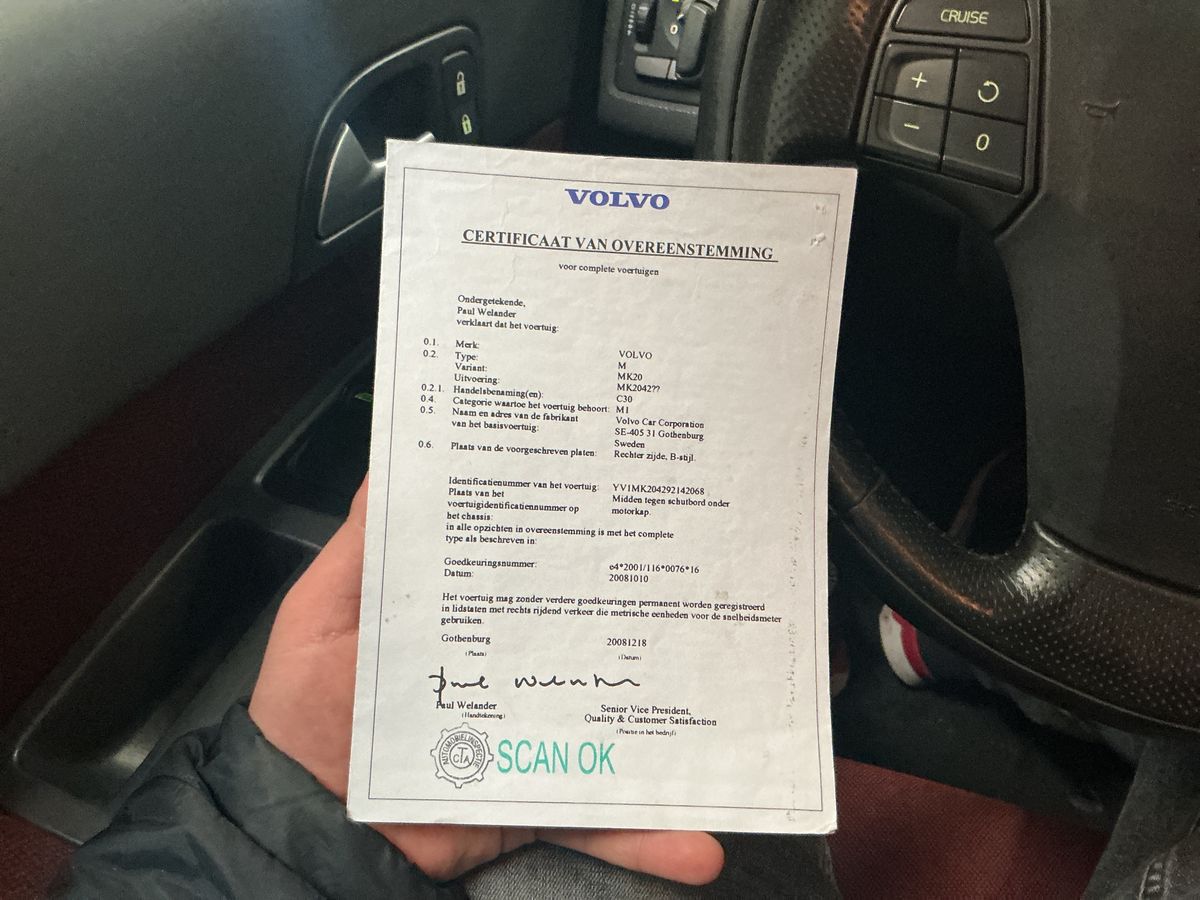 CRUISE
+
−
0
0
VOLVO
CERTIFICAAT VAN OVEREENSTEMMING
voor complete voertuigen
Ondergetekende,
Paul Welander
verklaart dat het voertuig:
0.1. Merk: VOLVO
0.2. Type: M
Variant: MK20
Uitvoering: MK2042??
0.2.1. Handelsbenaming(en): C30
0.4. Categorie waartoe het voertuig behoort: M1
0.5. Naam en adres van de fabrikant Volvo Car Corporation
van het basisvoertuig: SE-405 31 Gothenburg
Sweden
0.6. Plaats van de voorgeschreven platen: Rechter zijde, B-stijl.
Identificatienummer van het voertuig: YV1MK204292142068
Plaats van het Midden tegen schutbord onder
voertuigidentificatienummer op motorkap.
het chassis:
in alle opzichten in overeenstemming is met het complete
type als beschreven in:
Goedkeuringsnummer: e4*2001/116*0076*16
Datum: 20081010
Het voertuig mag zonder verdere goedkeuringen permanent worden geregistreerd
in lidstaten met rechts rijdend verkeer die metrische eenheden voor de snelheidsmeter
gebruiken.
Gothenburg 20081218
(Plaats) (Datum)
Paul Welander
Paul Welander Senior Vice President,
(Handtekening) Quality & Customer Satisfaction
(Positie in het bedrijf)
AUTOMOBIELINSPECTIE
CTA
SCAN OK